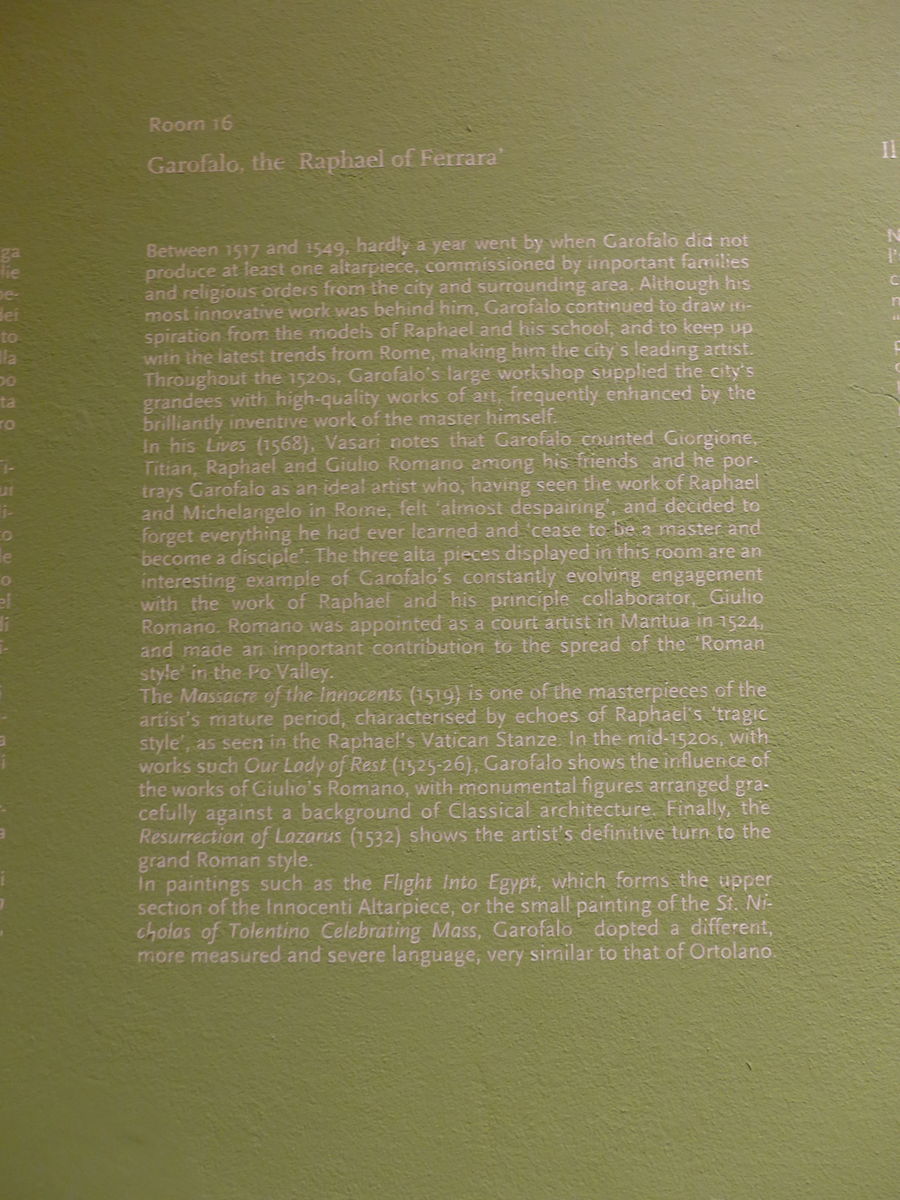 Room 16
Garofalo, the Raphael of Ferrara'
Between 1517 and 1549, hardly a year went by when Garofalo did not
produce at least one altarpiece, commissioned by important families
and religious orders from the city and surrounding area. Although his
most innovative work was behind him, Garofalo continued to draw in-
spiration from the models of Raphael and his school, and to keep up
with the latest trends from Rome, making him the city's leading artist.
Throughout the 1520s, Garofalo's large workshop supplied the city's
grandees with high-quality works of art, frequently enhanced by the
brilliantly inventive work of the master himself.
In his Lives (1568), Vasari notes that Garofalo counted Giorgione,
Titian, Raphael and Giulio Romano among his friends and he por-
trays Garofalo as an ideal artist who, having seen the work of Raphael
and Michelangelo in Rome, felt 'almost despairing', and decided to
forget everything he had ever learned and 'cease to be a master and
become a disciple'. The three alta pieces displayed in this room are an
interesting example of Garofalo's constantly evolving engagement
with the work of Raphael and his principle collaborator, Giulio
Romano. Romano was appointed as a court artist in Mantua in 1524,
and made an important contribution to the spread of the 'Roman
style' in the Po Valley.
The Massacre of the Innocents (1519) is one of the masterpieces of the
artist's mature period, characterised by echoes of Raphael's 'tragic
style', as seen in the Raphael's Vatican Stanze. In the mid-1520s, with
works such Our Lady of Rest (1525-26), Garofalo shows the influence of
the works of Giulio's Romano, with monumental figures arranged gra-
cefully against a background of Classical architecture. Finally, the
Resurrection of Lazarus (1532) shows the artist's definitive turn to the
grand Roman style.
In paintings such as the Flight Into Egypt, which forms the upper
section of the Innocenti Altarpiece, or the small painting of the St. Ni-
cholas of Tolentino Celebrating Mass, Garofalo dopted a different,
more measured and severe language, very similar to that of Ortolano.
Il